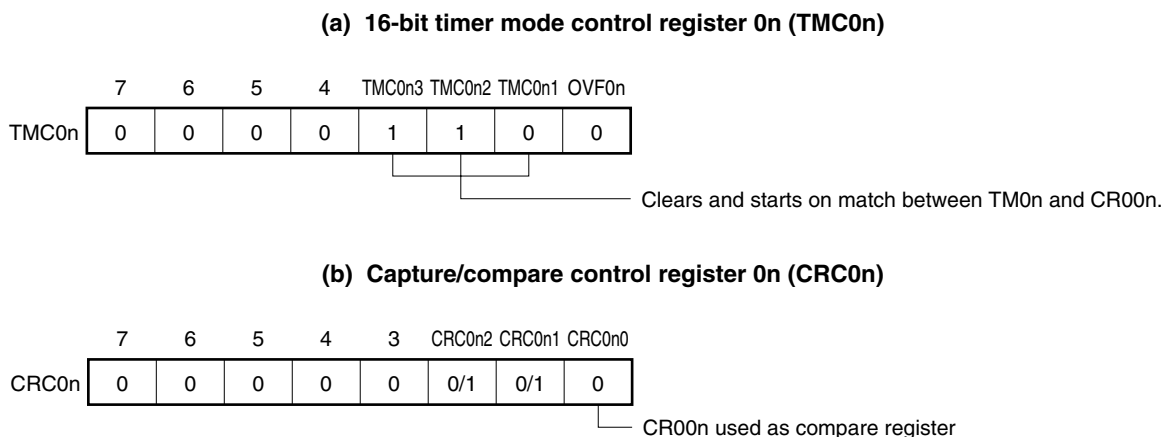 (a) 16-bit timer mode control register 0n (TMC0n)
7 6 5 4 TMC0n3 TMC0n2 TMC0n1 OVF0n
TMC0n 0 0 0 0 1 1 0 0
Clears and starts on match between TM0n and CR00n.
(b) Capture/compare control register 0n (CRC0n)
7 6 5 4 3 CRC0n2 CRC0n1 CRC0n0
CRC0n 0 0 0 0 0 0/1 0/1 0
CR00n used as compare register